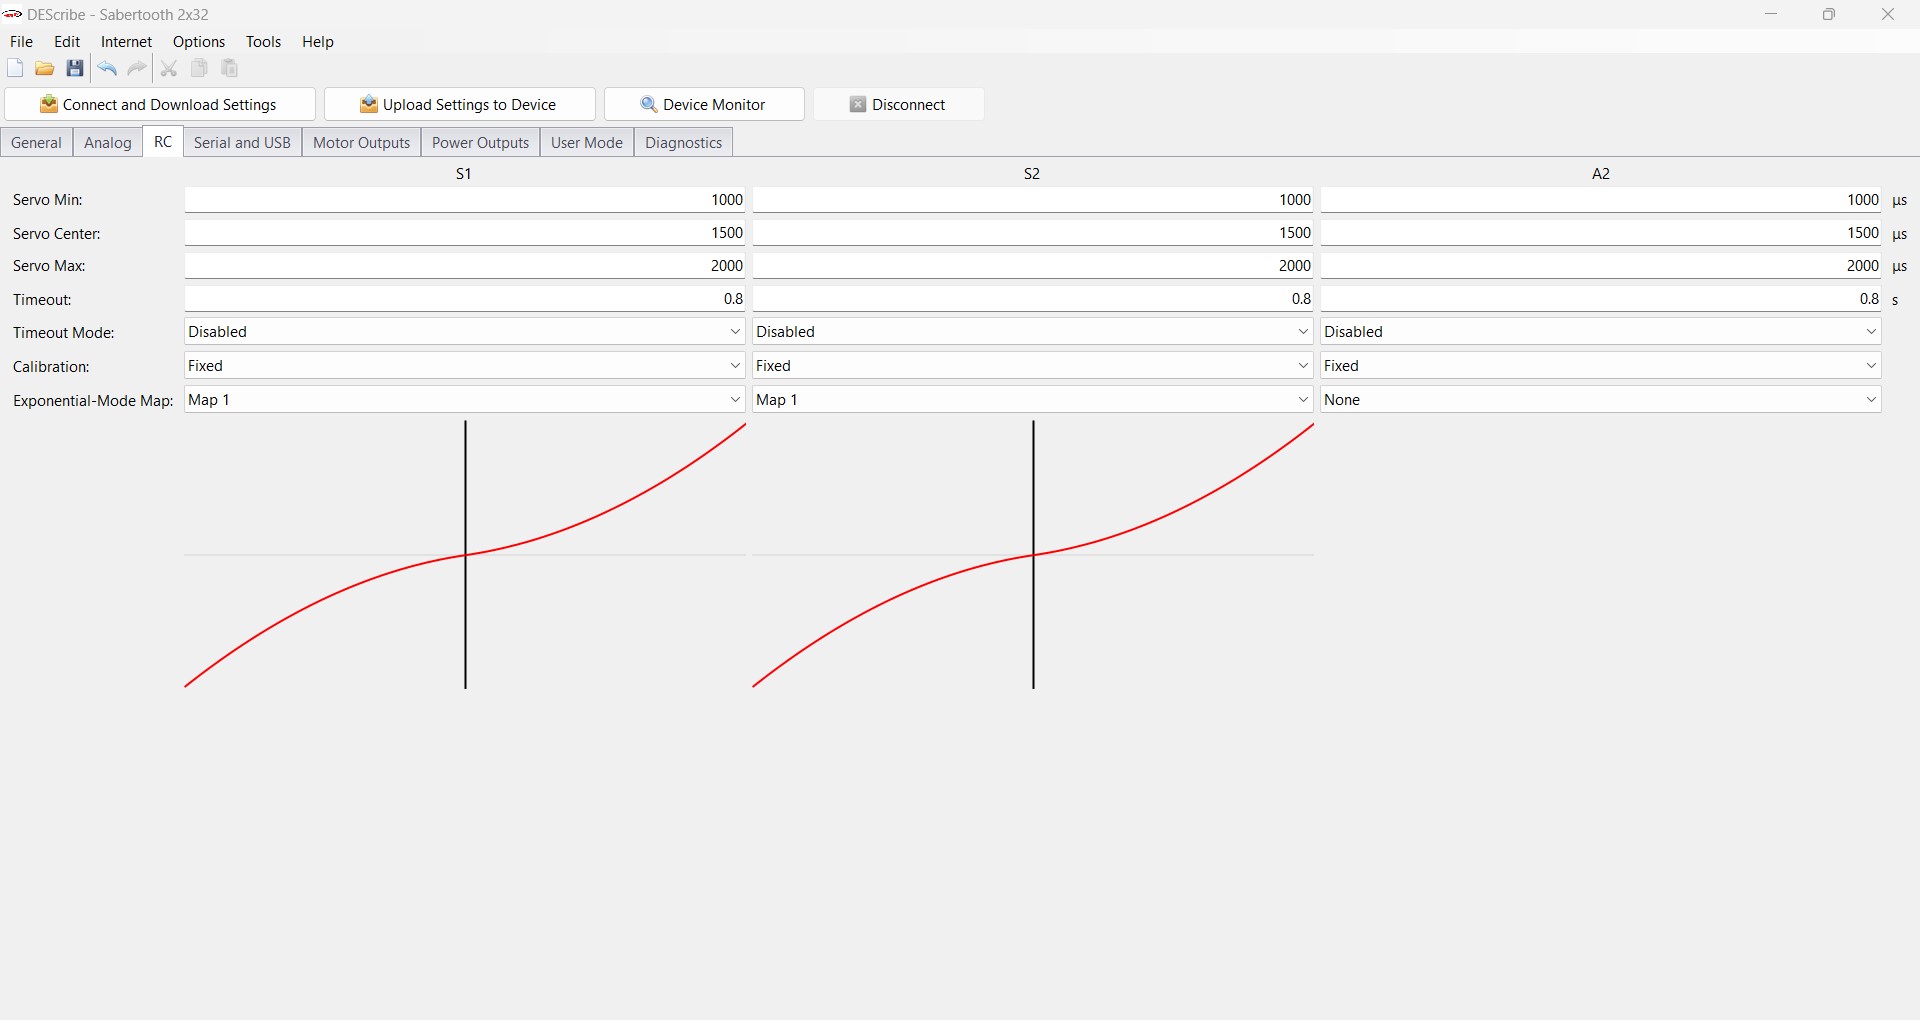 DEScribe - Sabertooth 2x32
File Edit Internet Options Tools Help
Connect and Download Settings Upload Settings to Device Device Monitor Disconnect
General Analog RC Serial and USB Motor Outputs Power Outputs User Mode Diagnostics
S1 S2 A2
Servo Min: 1000 1000 1000 µs
Servo Center: 1500 1500 1500 µs
Servo Max: 2000 2000 2000 µs
Timeout: 0.8 0.8 0.8 s
Timeout Mode: Disabled Disabled Disabled
Calibration: Fixed Fixed Fixed
Exponential-Mode Map: Map 1 Map 1 None